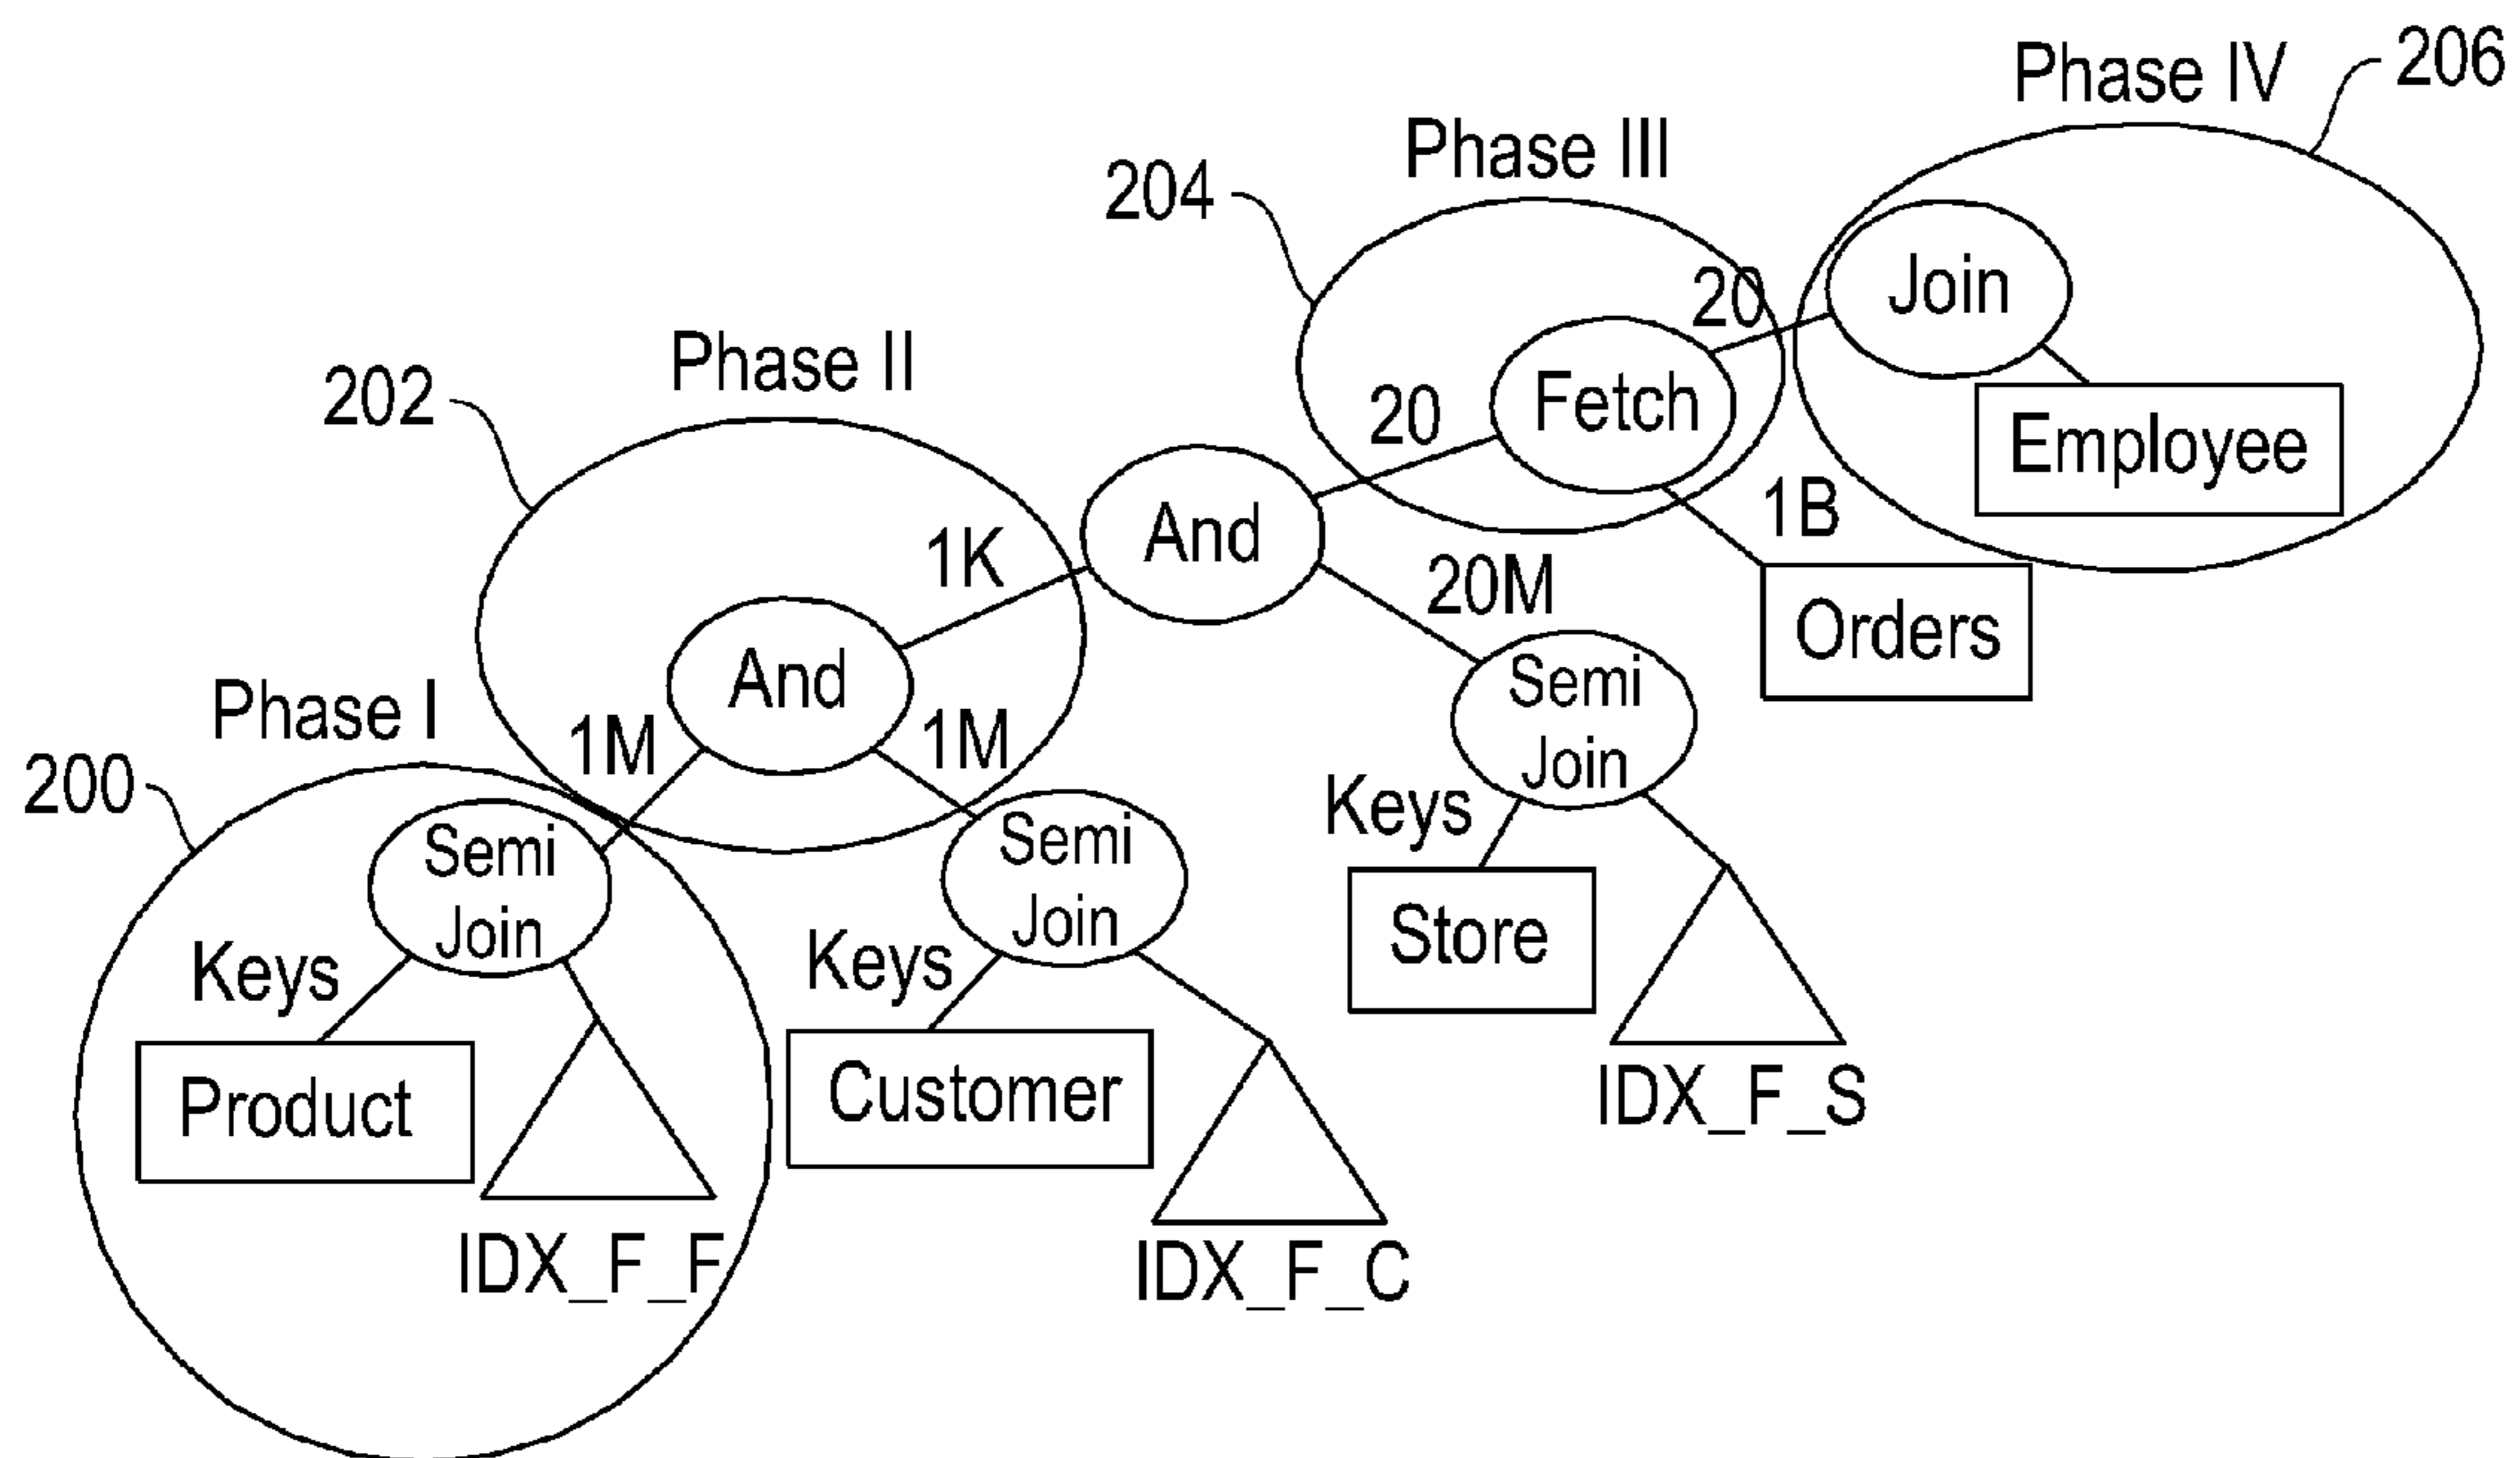 206
Phase IV
Phase III
204
Join
20
Phase II
202
20
Fetch
Employee
1B
And
1K
20M
Orders
And
Semi
Join
Phase I
1M
1M
200
Keys
Semi
Join
Semi
Join
Store
Keys
Keys
Product
Customer
IDX_F_S
IDX_F_F
IDX_F_C